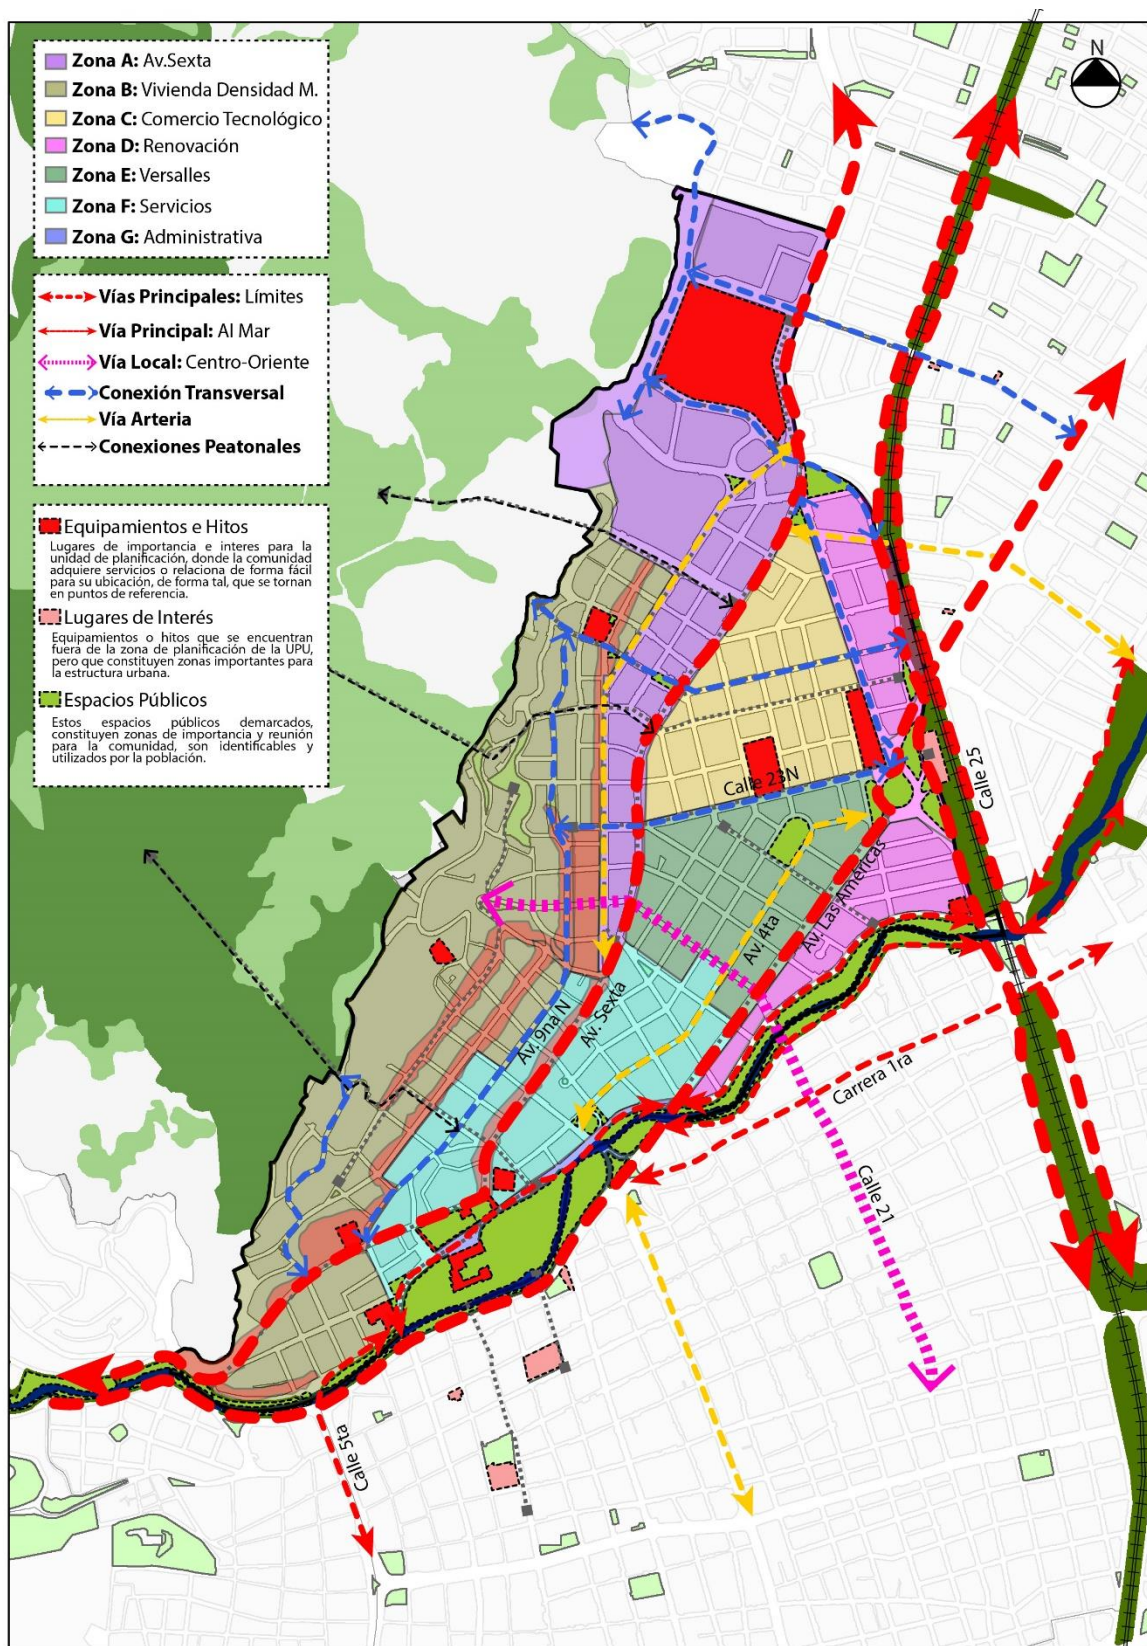 N
Zona A: Av.Sexta
Zona B: Vivienda Densidad M.
Zona C: Comercio Tecnológico
Zona D: Renovación
Zona E: Versalles
Zona F: Servicios
Zona G: Administrativa
Vías Principales: Límites
Vía Principal: Al Mar
Vía Local: Centro-Oriente
Conexión Transversal
Vía Arteria
Conexiones Peatonales
Equipamientos e Hitos
Lugares de importancia e interes para la
unidad de planificación, donde la comunidad
adquiere servicios o relaciona de forma fácil
para su ubicación, de forma tal, que se tornan
en puntos de referencia.
Lugares de Interés
Equipamientos o hitos que se encuentran
fuera de la zona de planificación de la UPU,
pero que constituyen zonas importantes para
la estructura urbana.
Espacios Públicos
Estos espacios públicos demarcados,
constituyen zonas de importancia y reunión
para la comunidad, son identificables y
utilizados por la población.
Calle 23N
Calle 25
Av. Las Américas
Av. 4ta
Av. Sexta
Av. 9na N
Carrera 1ra
Calle 21
Calle 5ta